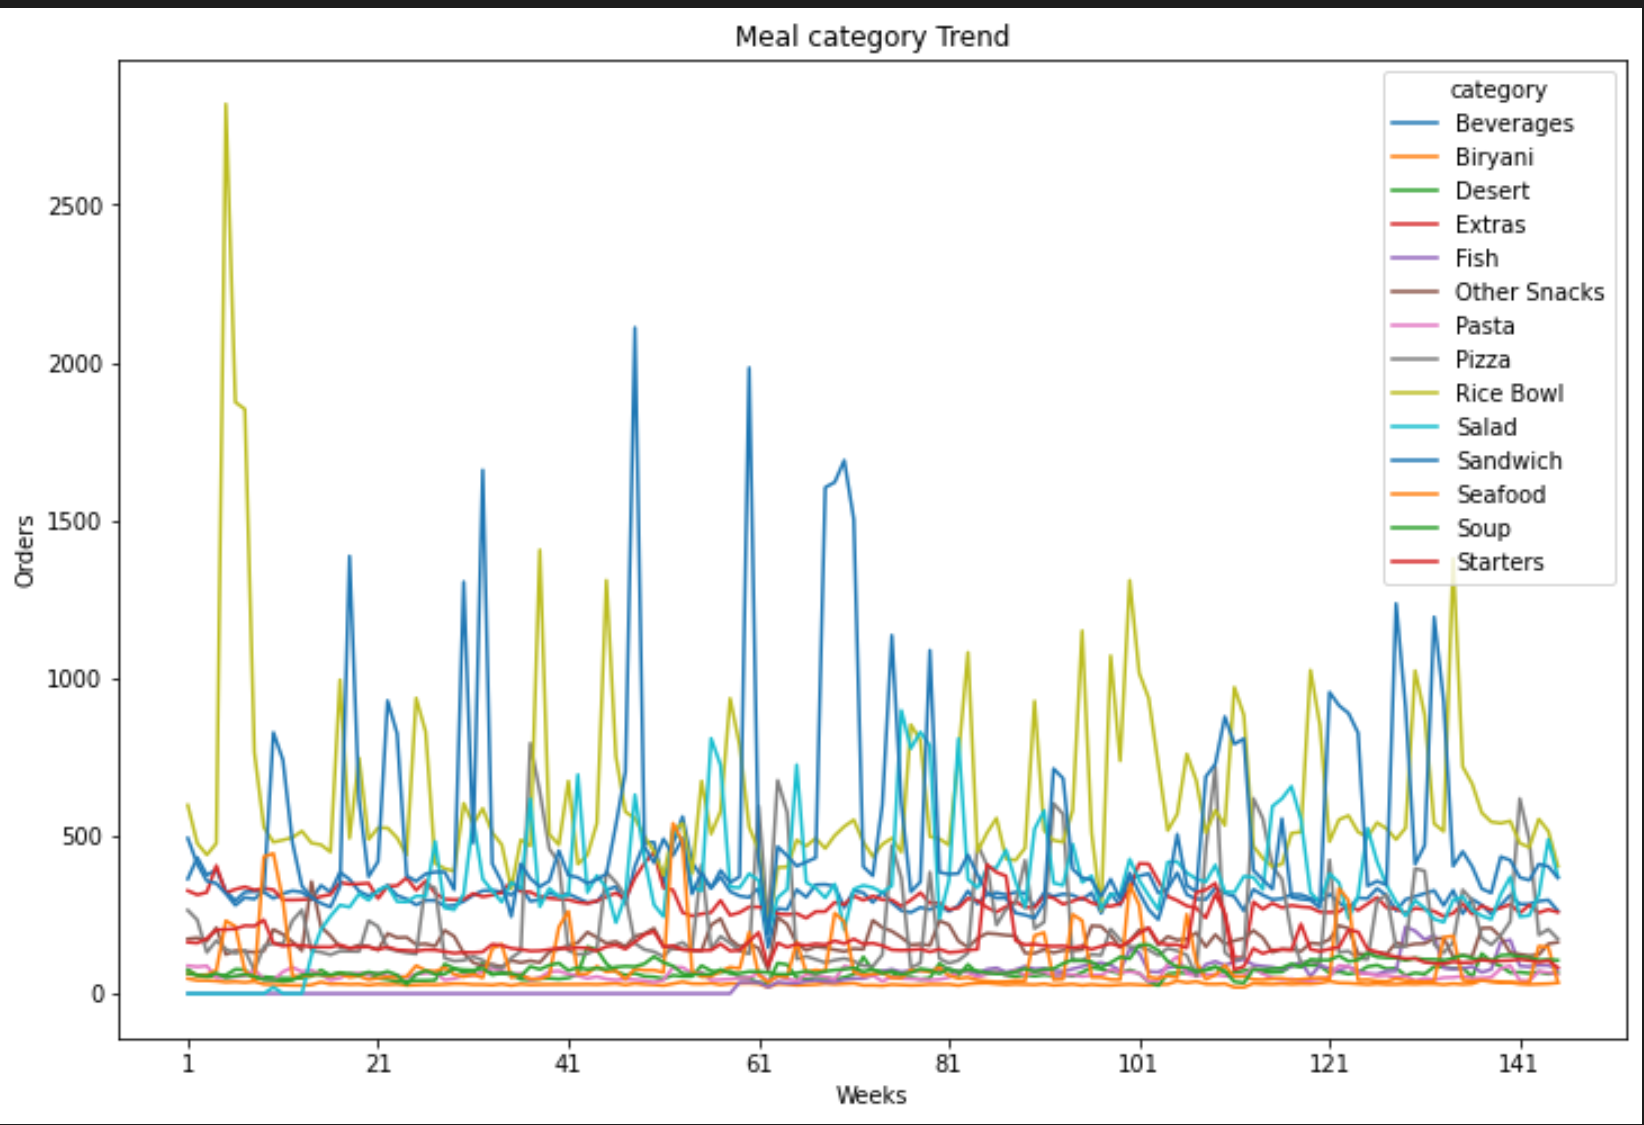 Meal category Trend
category
Beverages
Biryani
Desert
Extras
Fish
Other Snacks
Pasta
Pizza
Rice Bowl
Salad
Sandwich
Seafood
Soup
Starters
Orders
2500
2000
1500
1000
500
0
1 21 41 61 81 101 121 141
Weeks